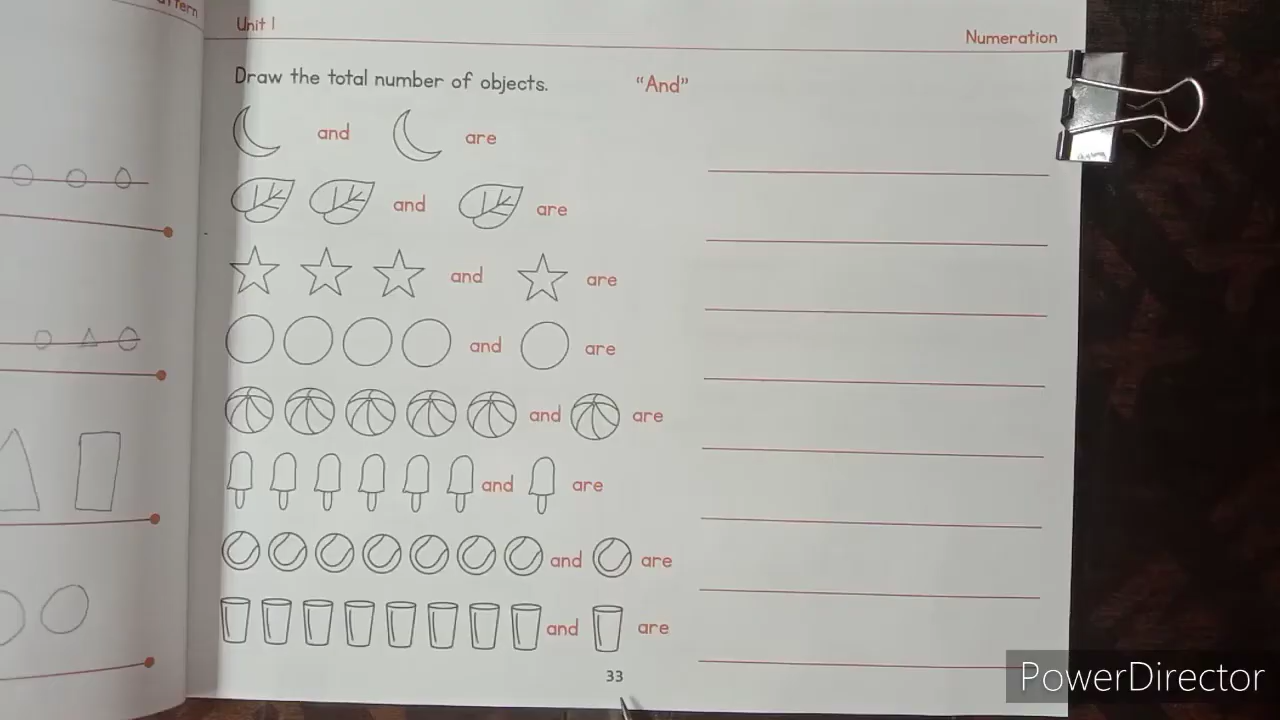 Unit 1
Numeration
Draw the total number of objects. "And"
and are
and are
and are
and are
and are
and are
and are
and are
33
PowerDirector